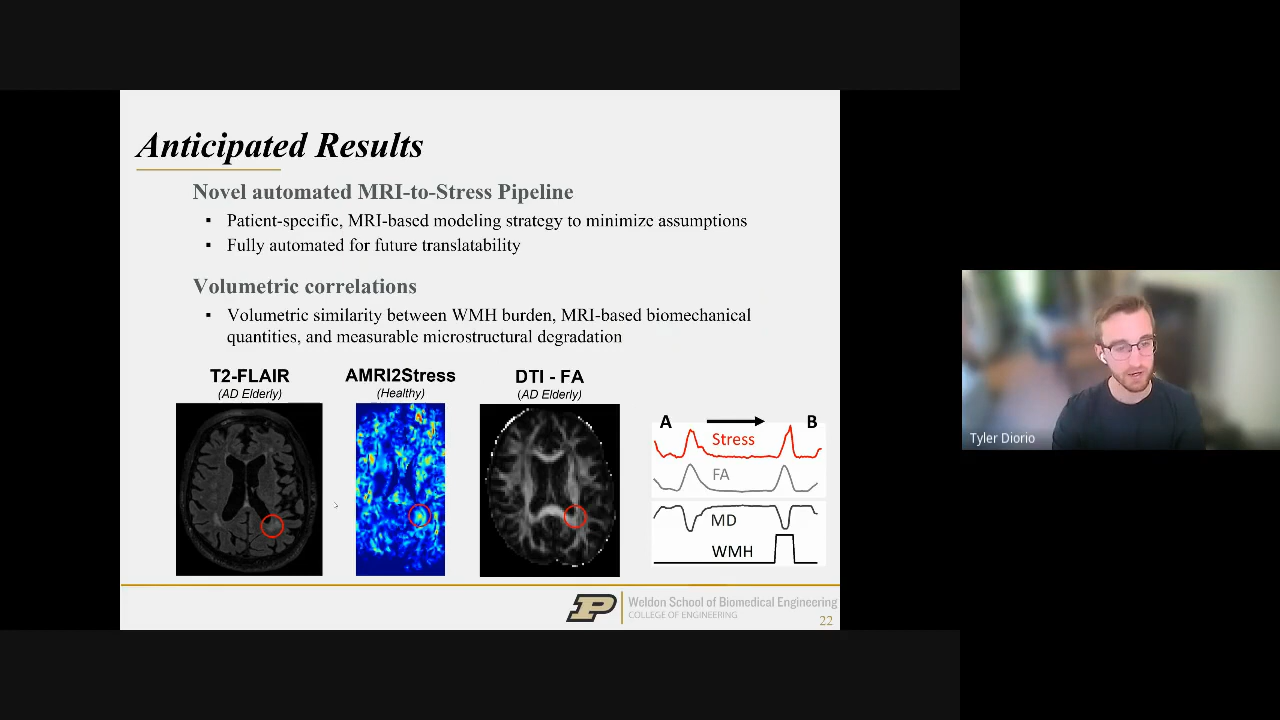 Anticipated Results
Novel automated MRI-to-Stress Pipeline
▪ Patient-specific, MRI-based modeling strategy to minimize assumptions
▪ Fully automated for future translatability
Volumetric correlations
▪ Volumetric similarity between WMH burden, MRI-based biomechanical
quantities, and measurable microstructural degradation
T2-FLAIR
(AD Elderly)
AMRI2Stress
(Healthy)
DTI - FA
(AD Elderly)
A
B
Stress
FA
MD
WMH
P
Weldon School of Biomedical Engineering
COLLEGE OF ENGINEERING
22
Tyler Diorio